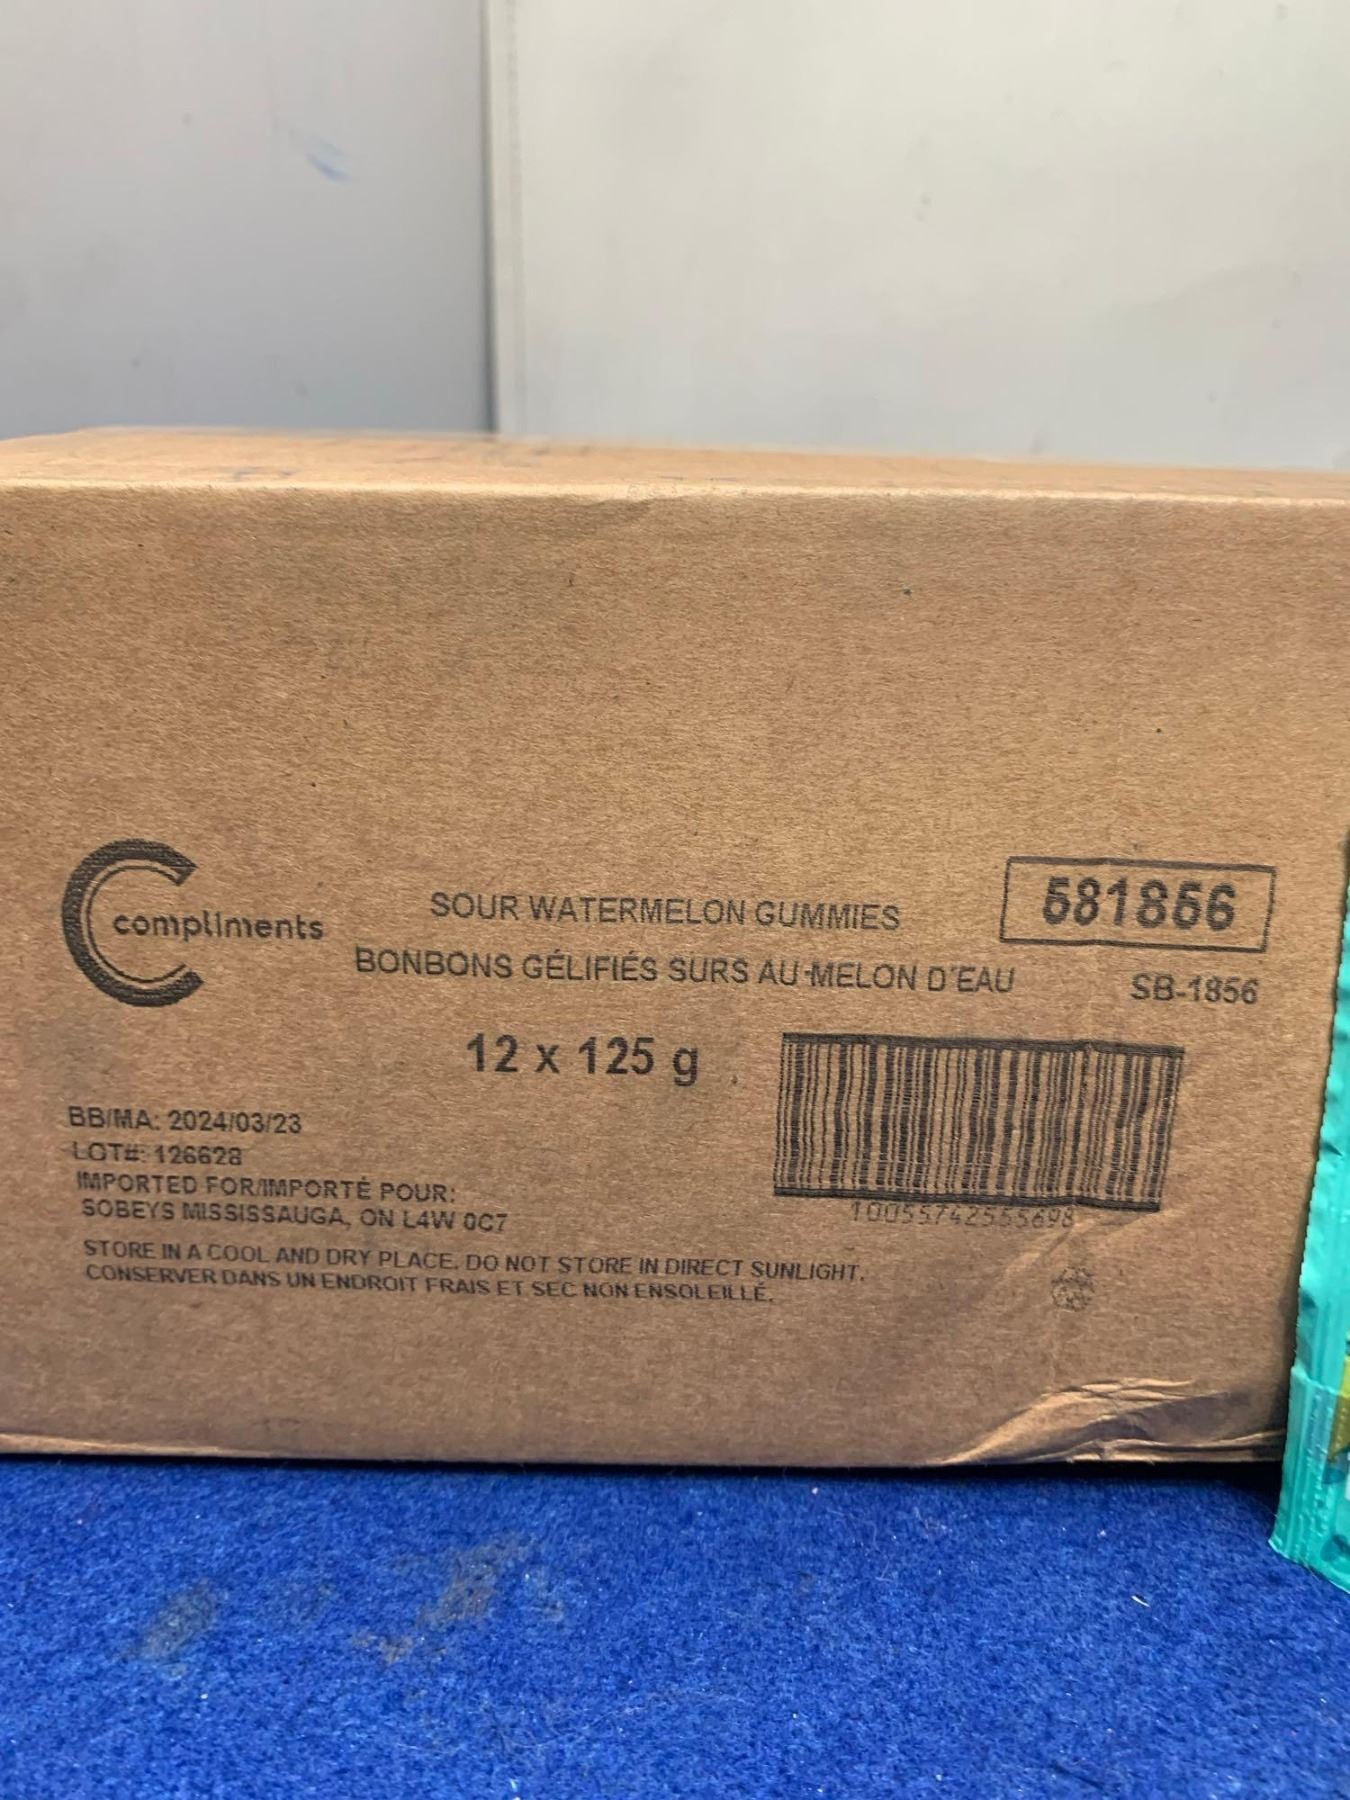 compliments
SOUR WATERMELON GUMMIES
BONBONS GÉLIFIÉS SURS AU MELON D'EAU
581856
SB-1856
12 x 125 g
BB/MA: 2024/03/23
LOT#: 126628
IMPORTED FOR/IMPORTÉ POUR:
SOBEYS MISSISSAUGA, ON L4W 0C7
STORE IN A COOL AND DRY PLACE. DO NOT STORE IN DIRECT SUNLIGHT.
CONSERVER DANS UN ENDROIT FRAIS ET SEC NON ENSOLEILLÉ.
10055742555698